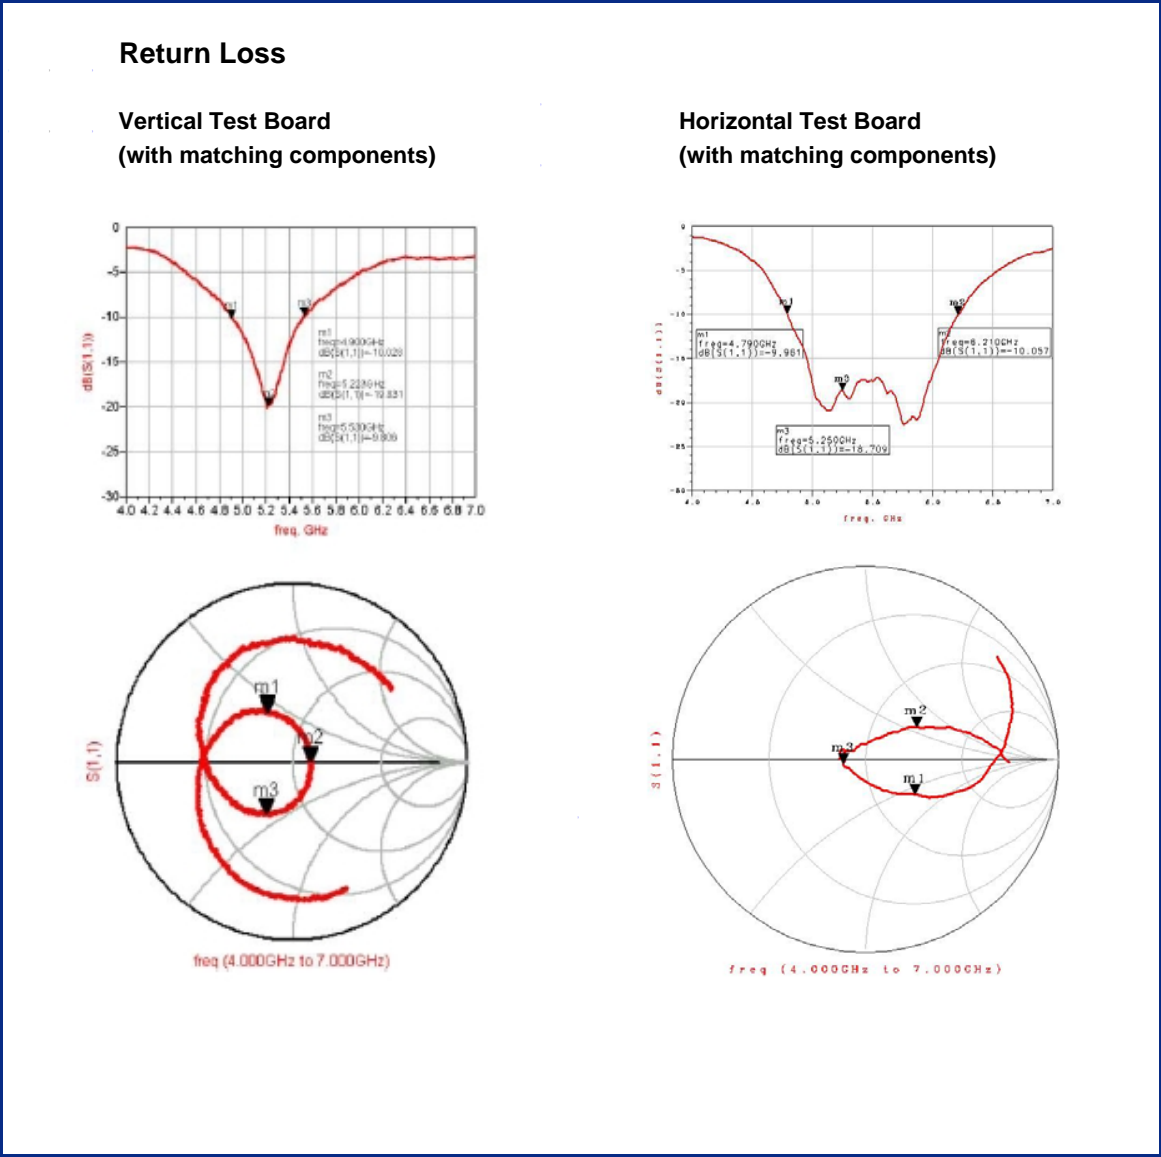 Return Loss
Vertical Test Board
(with matching components)
Horizontal Test Board
(with matching components)
0
-5
-10
-15
-20
-25
-30
dB(S(1,1))
m1
m3
m2
m1
freq=4.900GHz
m2
m3
freq=5.530GHz
4.0 4.2 4.4 4.6 4.8 5.0 5.2 5.4 5.6 5.8 6.0 6.2 6.4 6.6 6.8 7.0
freq, GHz
0
-5
-10
-15
-20
dB(S(1,1))
m1
m2
m3
m1
freq=4.790GHz
dB(S(1,1))=-9.961
freq=6.210GHz
dB(S(1,1))=-10.057
m3
freq=5.250GHz
dB(S(1,1))=-18.709
freq, GHz
S(1,1)
m1
m2
m3
freq (4.000GHz to 7.000GHz)
S(1,1)
m2
m3
m1
freq (4.000GHz to 7.000GHz)